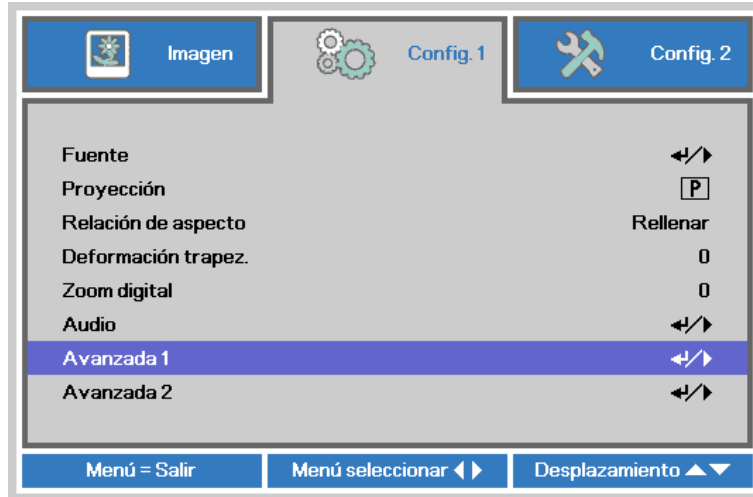 Imagen Config. 1 Config. 2
Fuente ↵/▶
Proyección P
Relación de aspecto Rellenar
Deformación trapez. 0
Zoom digital 0
Audio ↵/▶
Avanzada 1 ↵/▶
Avanzada 2 ↵/▶
Menú = Salir Menú seleccionar ◀▶ Desplazamiento ▲▼